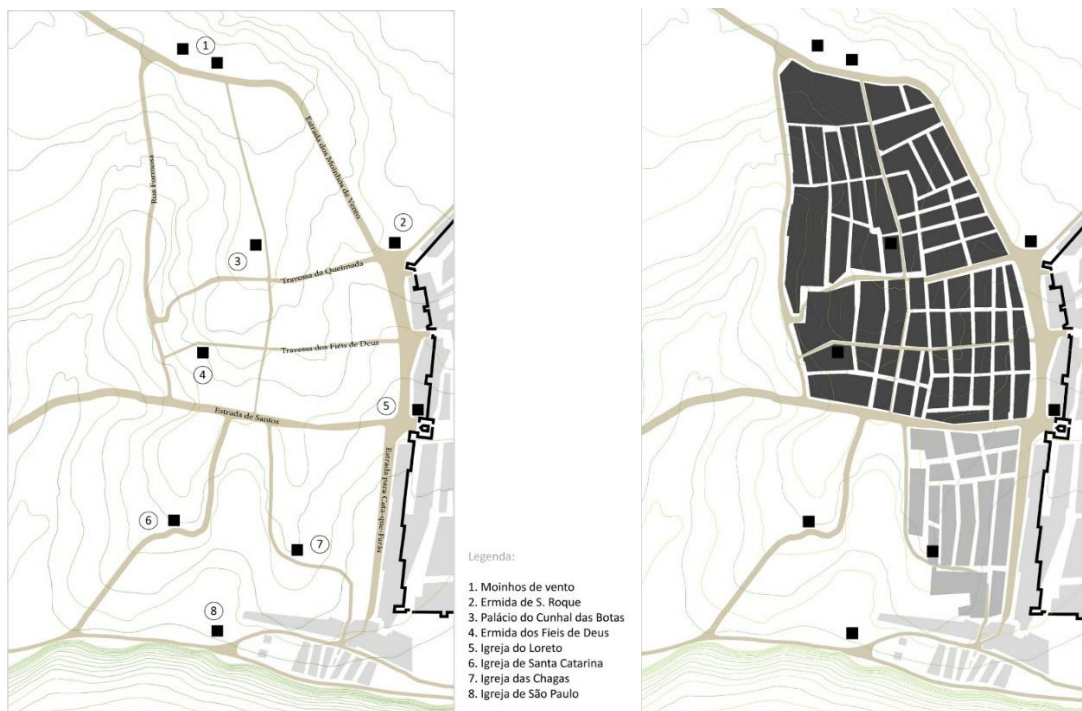 1
Estrada dos Moinhos de Vento
Rua Formosa
2
3
Travessa da Queimada
Travessa dos Fiéis de Deus
4
Estrada de Santos
5
Estrada para Cata-que-Farás
6
7
8
Legenda:
1. Moinhos de vento
2. Ermida de S. Roque
3. Palácio do Cunhal das Botas
4. Ermida dos Fieis de Deus
5. Igreja do Loreto
6. Igreja de Santa Catarina
7. Igreja das Chagas
8. Igreja de São Paulo